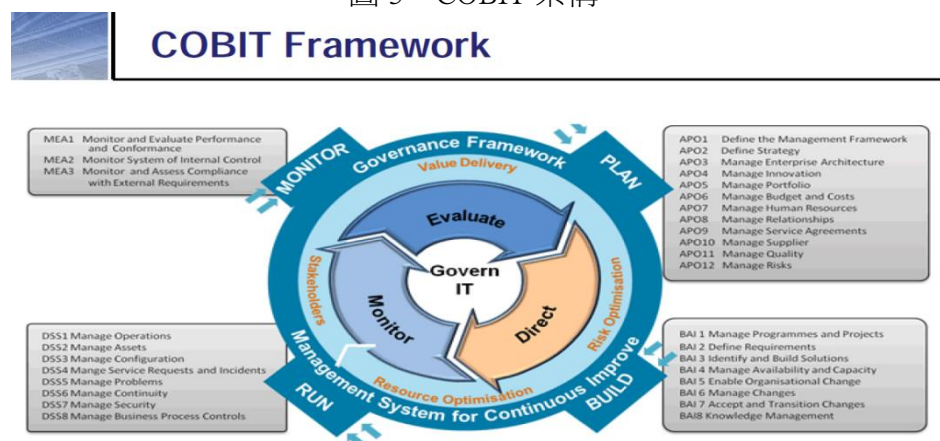 圖 3 COBIT 架構
COBIT Framework
MEA1 Monitor and Evaluate Performance
and Conformance
MEA2 Monitor System of Internal Control
MEA3 Monitor and Assess Compliance
with External Requirements
APO1 Define the Management Framework
APO2 Define Strategy
APO3 Manage Enterprise Architecture
APO4 Manage Innovation
APO5 Manage Portfolio
APO6 Manage Budget and Costs
APO7 Manage Human Resources
APO8 Manage Relationships
APO9 Manage Service Agreements
APO10 Manage Supplier
APO11 Manage Quality
APO12 Manage Risks
MONITOR
Governance Framework
PLAN
Value Delivery
Evaluate
Govern
IT
Stakeholders
Monitor
Direct
Risk Optimisation
Resource Optimisation
RUN
Management System for Continuous Improve
BUILD
DSS1 Manage Operations
DSS2 Manage Assets
DSS3 Manage Configuration
DSS4 Mange Service Requests and Incidents
DSS5 Manage Problems
DSS6 Manage Continuity
DSS7 Manage Security
DSS8 Manage Business Process Controls
BAI 1 Manage Programmes and Projects
BAI 2 Define Requirements
BAI 3 Identify and Build Solutions
BAI 4 Manage Availability and Capacity
BAI 5 Enable Organisational Change
BAI 6 Manage Changes
BAI 7 Accept and Transition Changes
BAI8 Knowledge Management